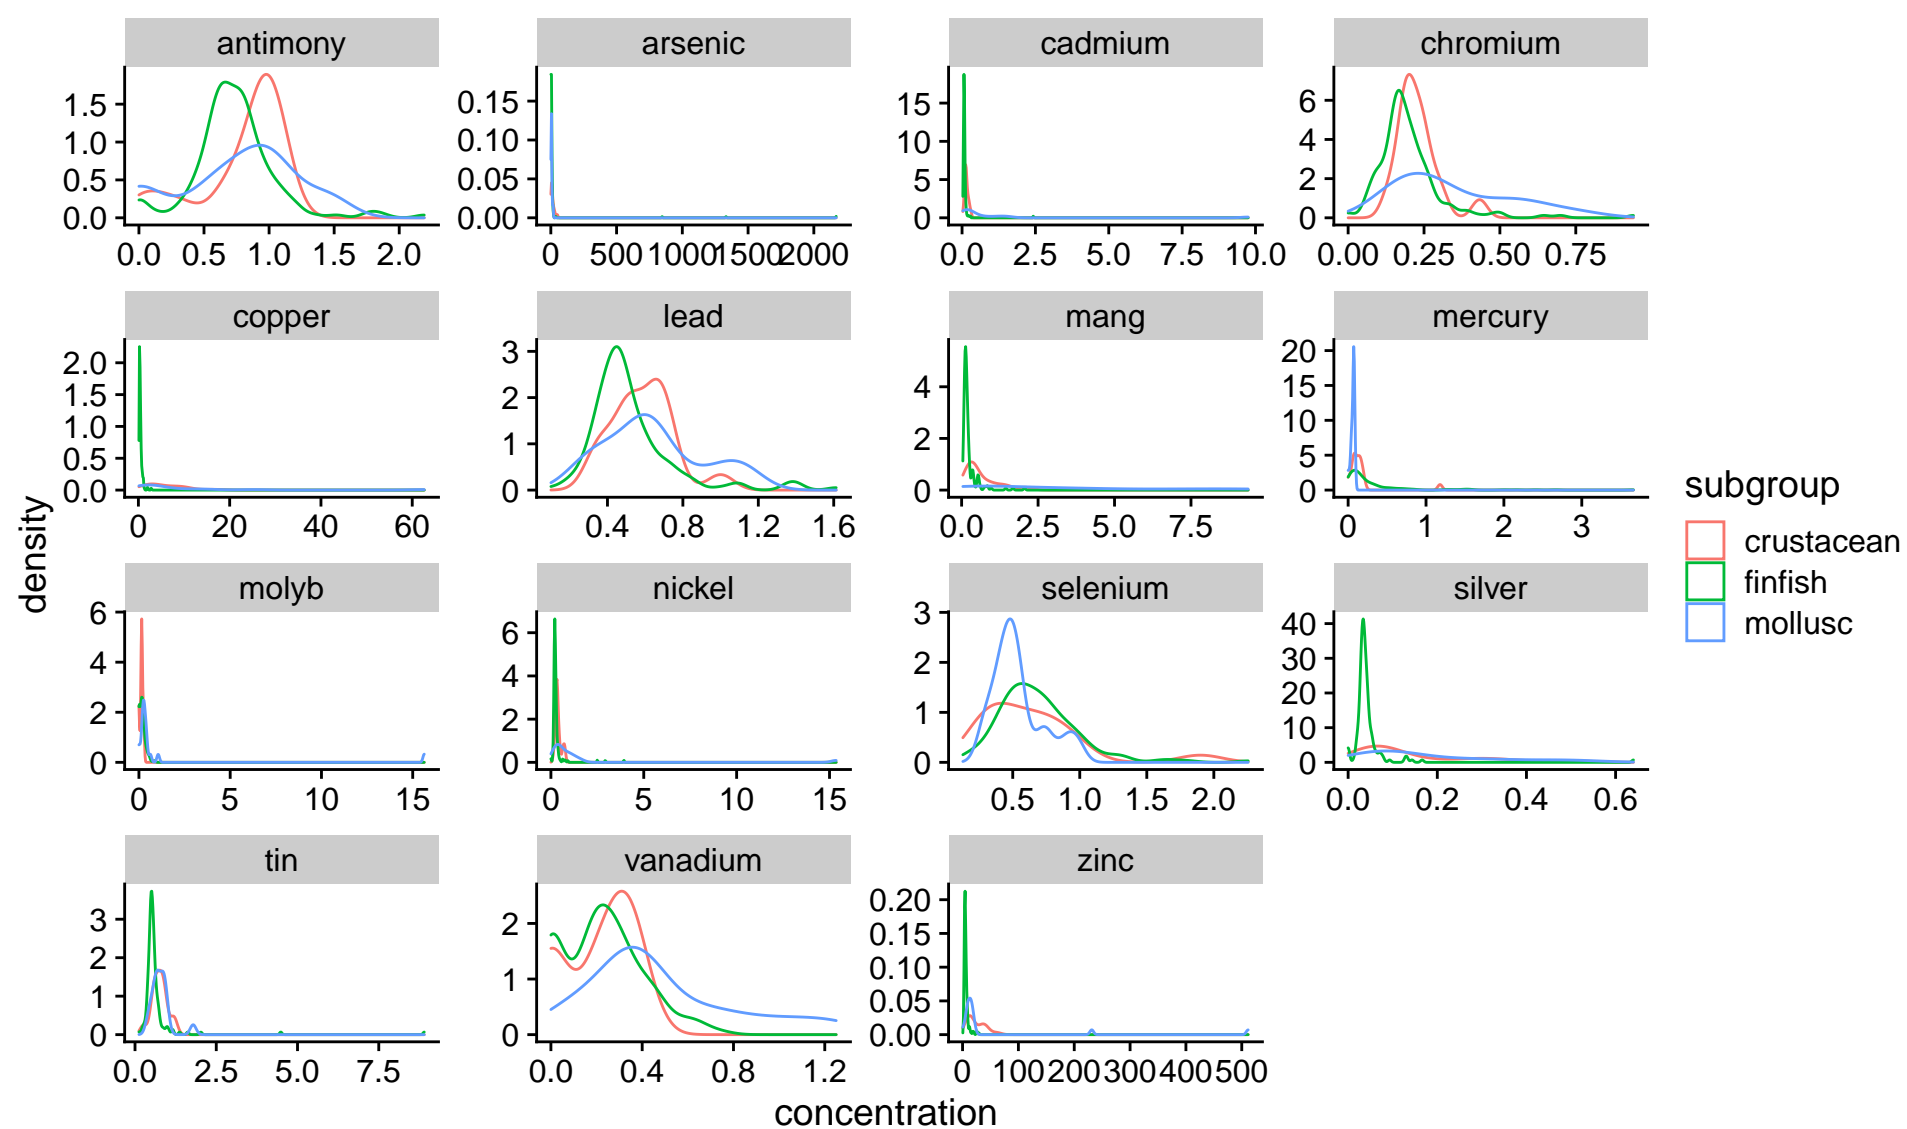 antimony arsenic cadmium chromium
1.5 1.0 0.5 0.0
0.15 0.10 0.05 0.00
15 10 5 0
6 4 2 0
0.0 0.5 1.0 1.5 2.0
0 500 1000 1500 2000
0.0 2.5 5.0 7.5 10.0
0.00 0.25 0.50 0.75
copper lead mang mercury
2.0 1.5 1.0 0.5 0.0
3 2 1 0
4 2 0
20 15 10 5 0
0 20 40 60
0.4 0.8 1.2 1.6
0.0 2.5 5.0 7.5
0 1 2 3
molyb nickel selenium silver
6 4 2 0
6 4 2 0
3 2 1 0
40 30 20 10 0
0 5 10 15
0 5 10 15
0.5 1.0 1.5 2.0
0.0 0.2 0.4 0.6
tin vanadium zinc
3 2 1 0
2 1 0
0.20 0.15 0.10 0.05 0.00
0.0 2.5 5.0 7.5
0.0 0.4 0.8 1.2
0 100 200 300 400 500
concentration
density
subgroup
crustacean
finfish
mollusc